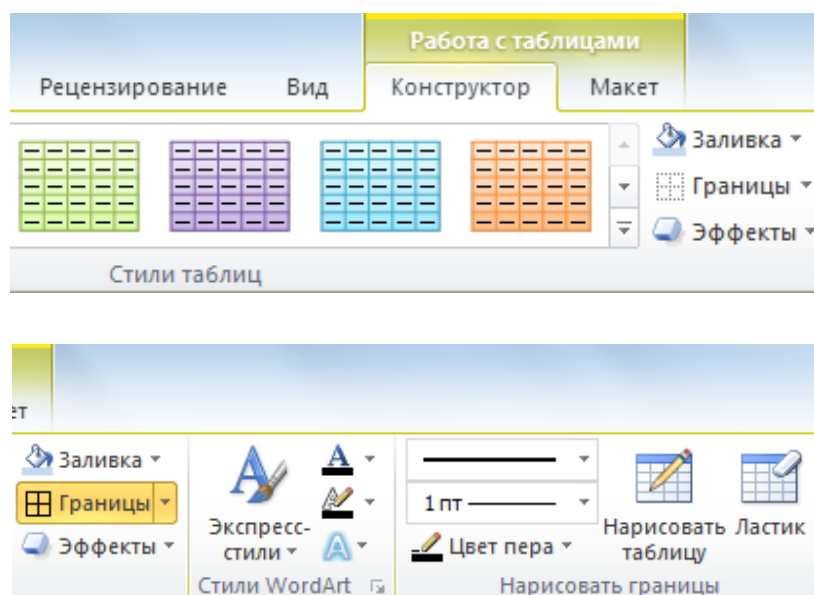 Работа с таблицами
Рецензирование Вид Конструктор Макет
Заливка
Границы
Эффекты
Стили таблиц
ет
Заливка
Границы
Эффекты
Экспресс-
стили
A
A
1 пт
Цвет пера
Нарисовать
таблицу
Ластик
Стили WordArt
Нарисовать границы